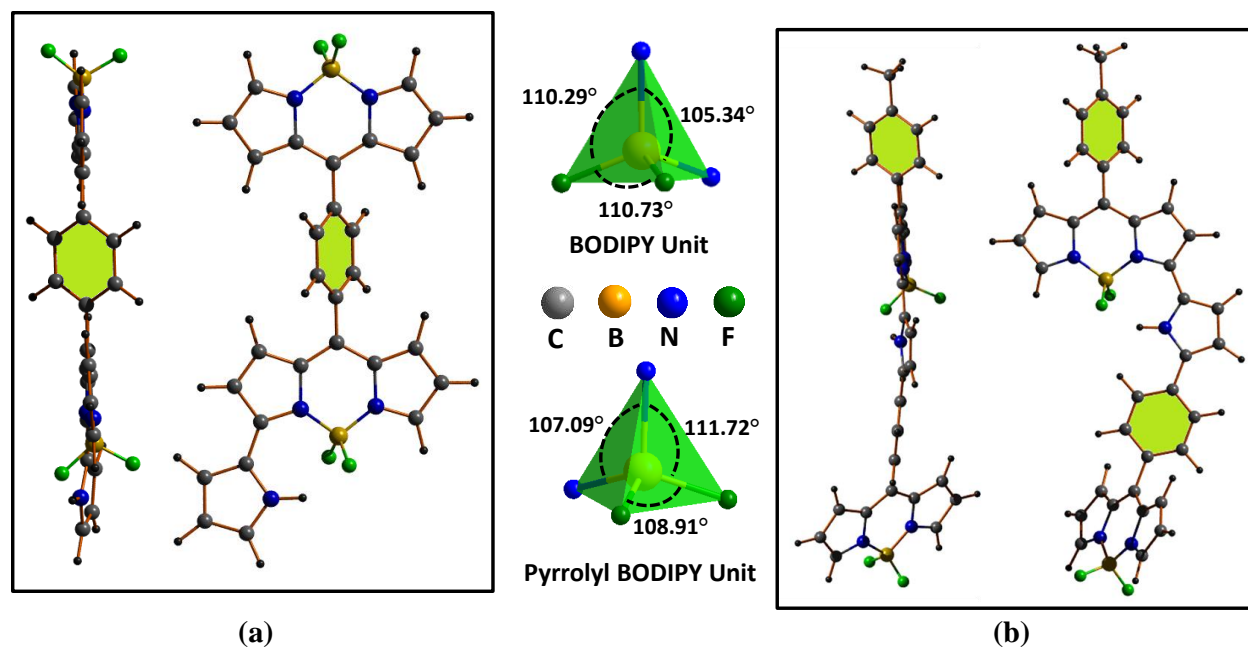 110.29°
105.34°
110.73°
BODIPY Unit
C B N F
107.09°
111.72°
108.91°
Pyrrolyl BODIPY Unit
(a)
(b)